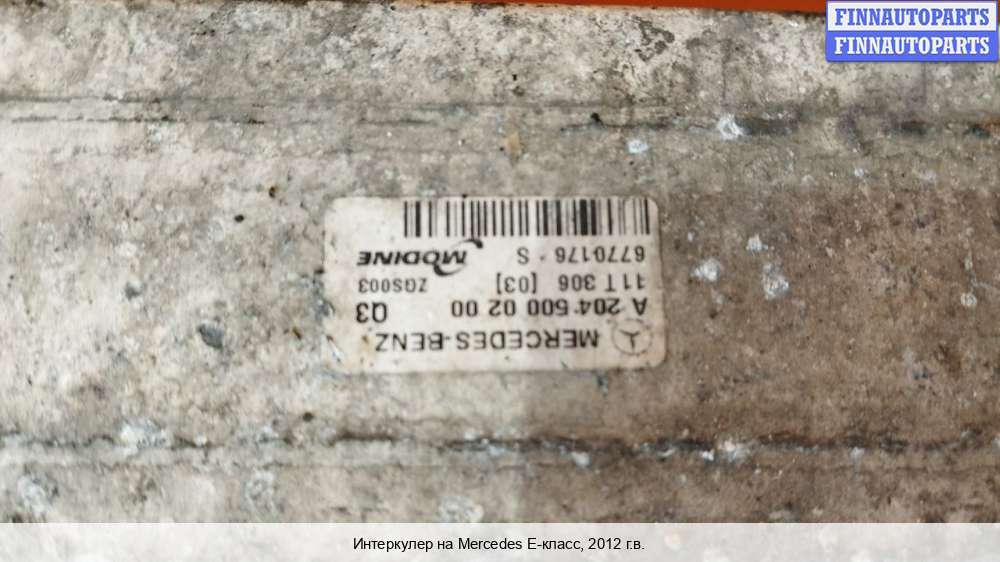 FINNAUTOPARTS
FINNAUTOPARTS
MERCEDES-BENZ
A 204 500 02 00 Q3
11T 306 [03] ZGS003
6770176 * S MODINE
Интеркулер на Mercedes E-класс, 2012 г.в.